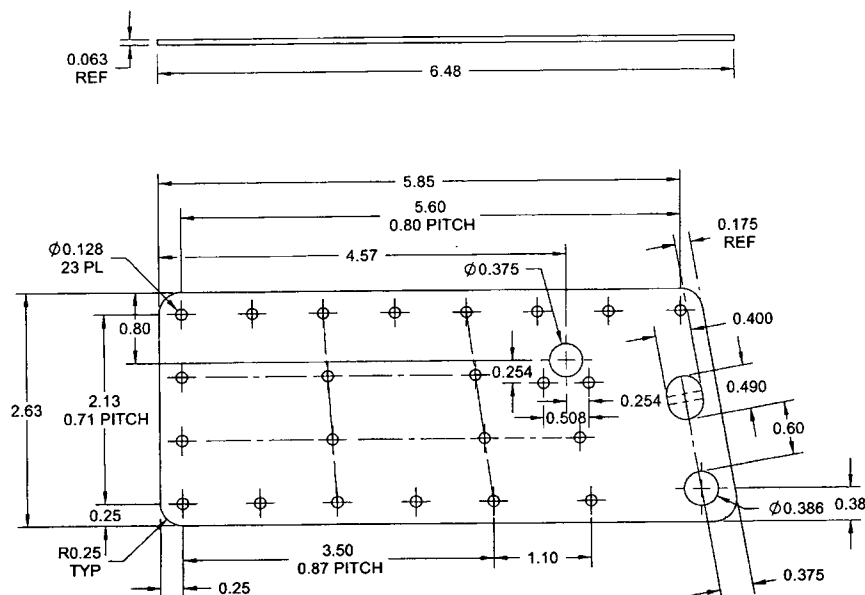 0.063
REF
6.48
5.85
5.60
0.80 PITCH
0.175
REF
Ø0.128
23 PL
4.57
Ø0.375
0.80
0.400
0.254
0.490
2.63
2.13
0.71 PITCH
0.254
0.508
0.60
0.25
Ø0.386
0.38
R0.25
TYP
3.50
0.87 PITCH
1.10
0.25
0.375